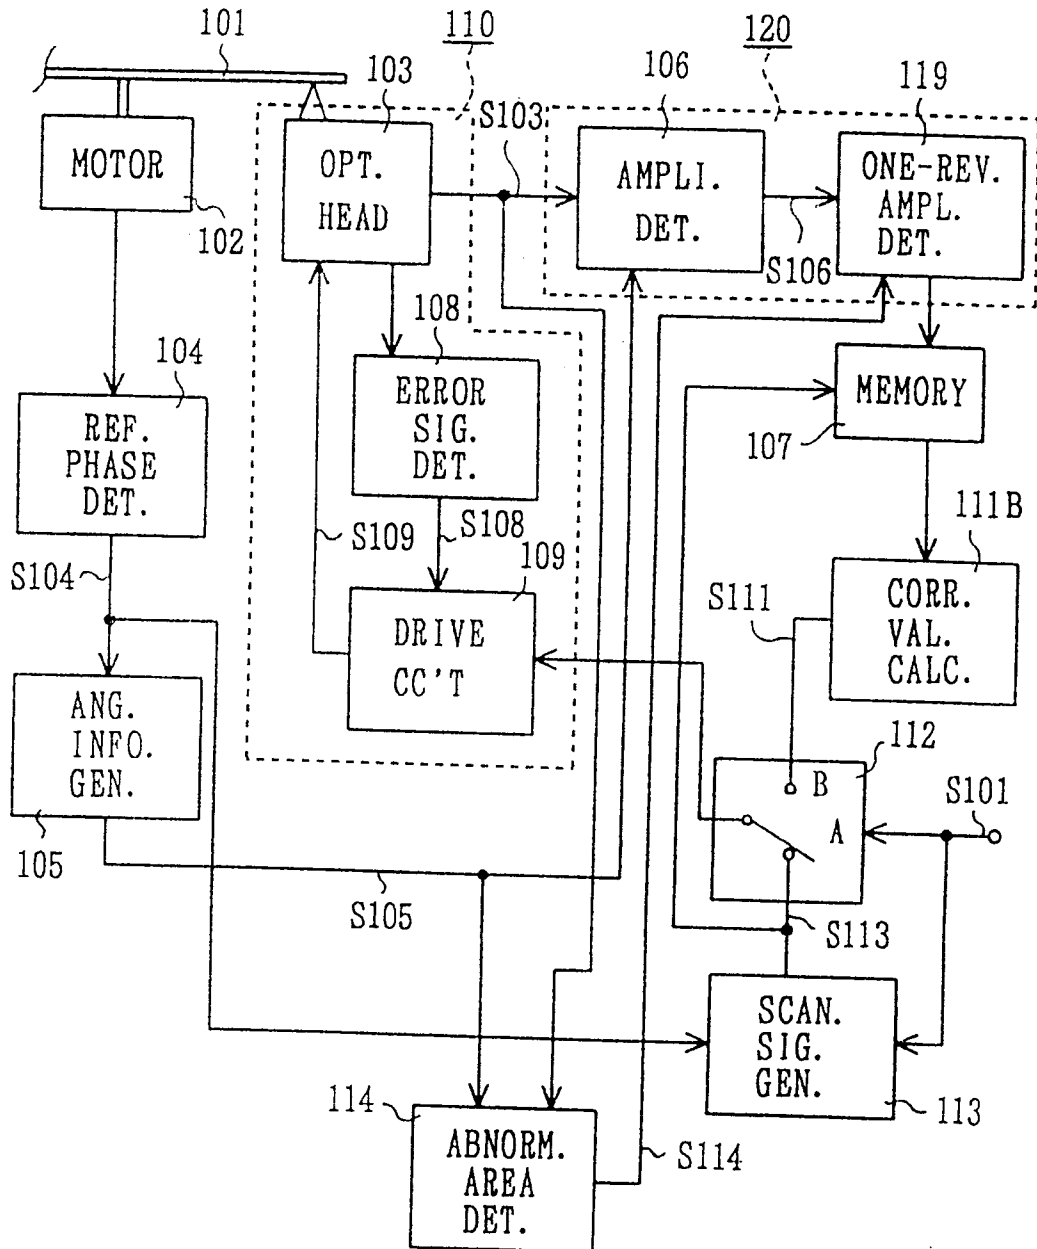 101
110
120
103
106
119
S103
MOTOR
102
OPT.
HEAD
AMPLI.
DET.
S106
ONE-REV.
AMPL.
DET.
108
104
ERROR
SIG.
DET.
MEMORY
107
REF.
PHASE
DET.
S109
S108
109
111B
S104
S111
DRIVE
CC'T
CORR.
VAL.
CALC.
ANG.
INFO.
GEN.
112
B
A
S101
105
S105
S113
SCAN.
SIG.
GEN.
114
113
ABNORM.
AREA
DET.
S114